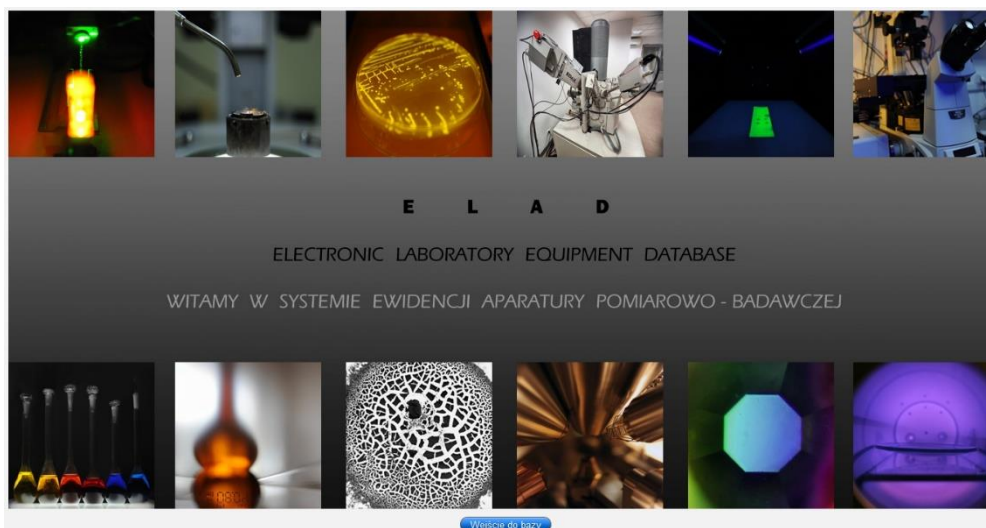 E L A D
ELECTRONIC LABORATORY EQUIPMENT DATABASE
WITAMY W SYSTEMIE EWIDENCJI APARATURY POMIAROWO - BADAWCZEJ
Wejście do bazy